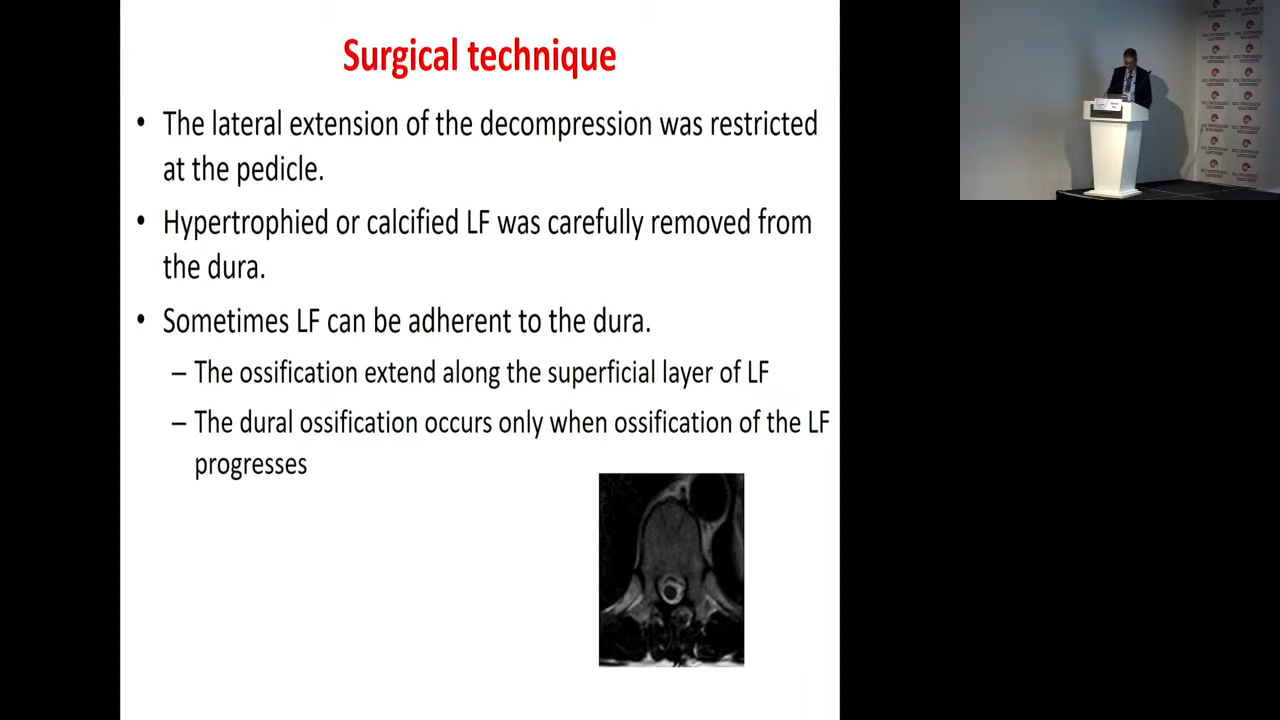 Surgical technique
• The lateral extension of the decompression was restricted
at the pedicle.
• Hypertrophied or calcified LF was carefully removed from
the dura.
• Sometimes LF can be adherent to the dura.
– The ossification extend along the superficial layer of LF
– The dural ossification occurs only when ossification of the LF
progresses